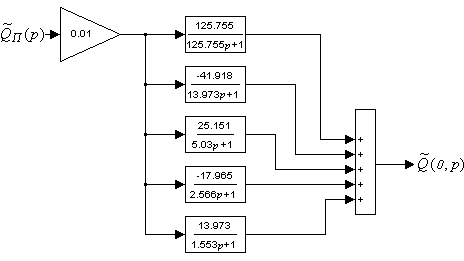 Q̃_П(p)
0.01
125.755
125.755p+1
-41.918
13.973p+1
25.151
5.03p+1
-17.965
2.566p+1
13.973
1.553p+1
+
+
+
+
+
Q̃(0,p)